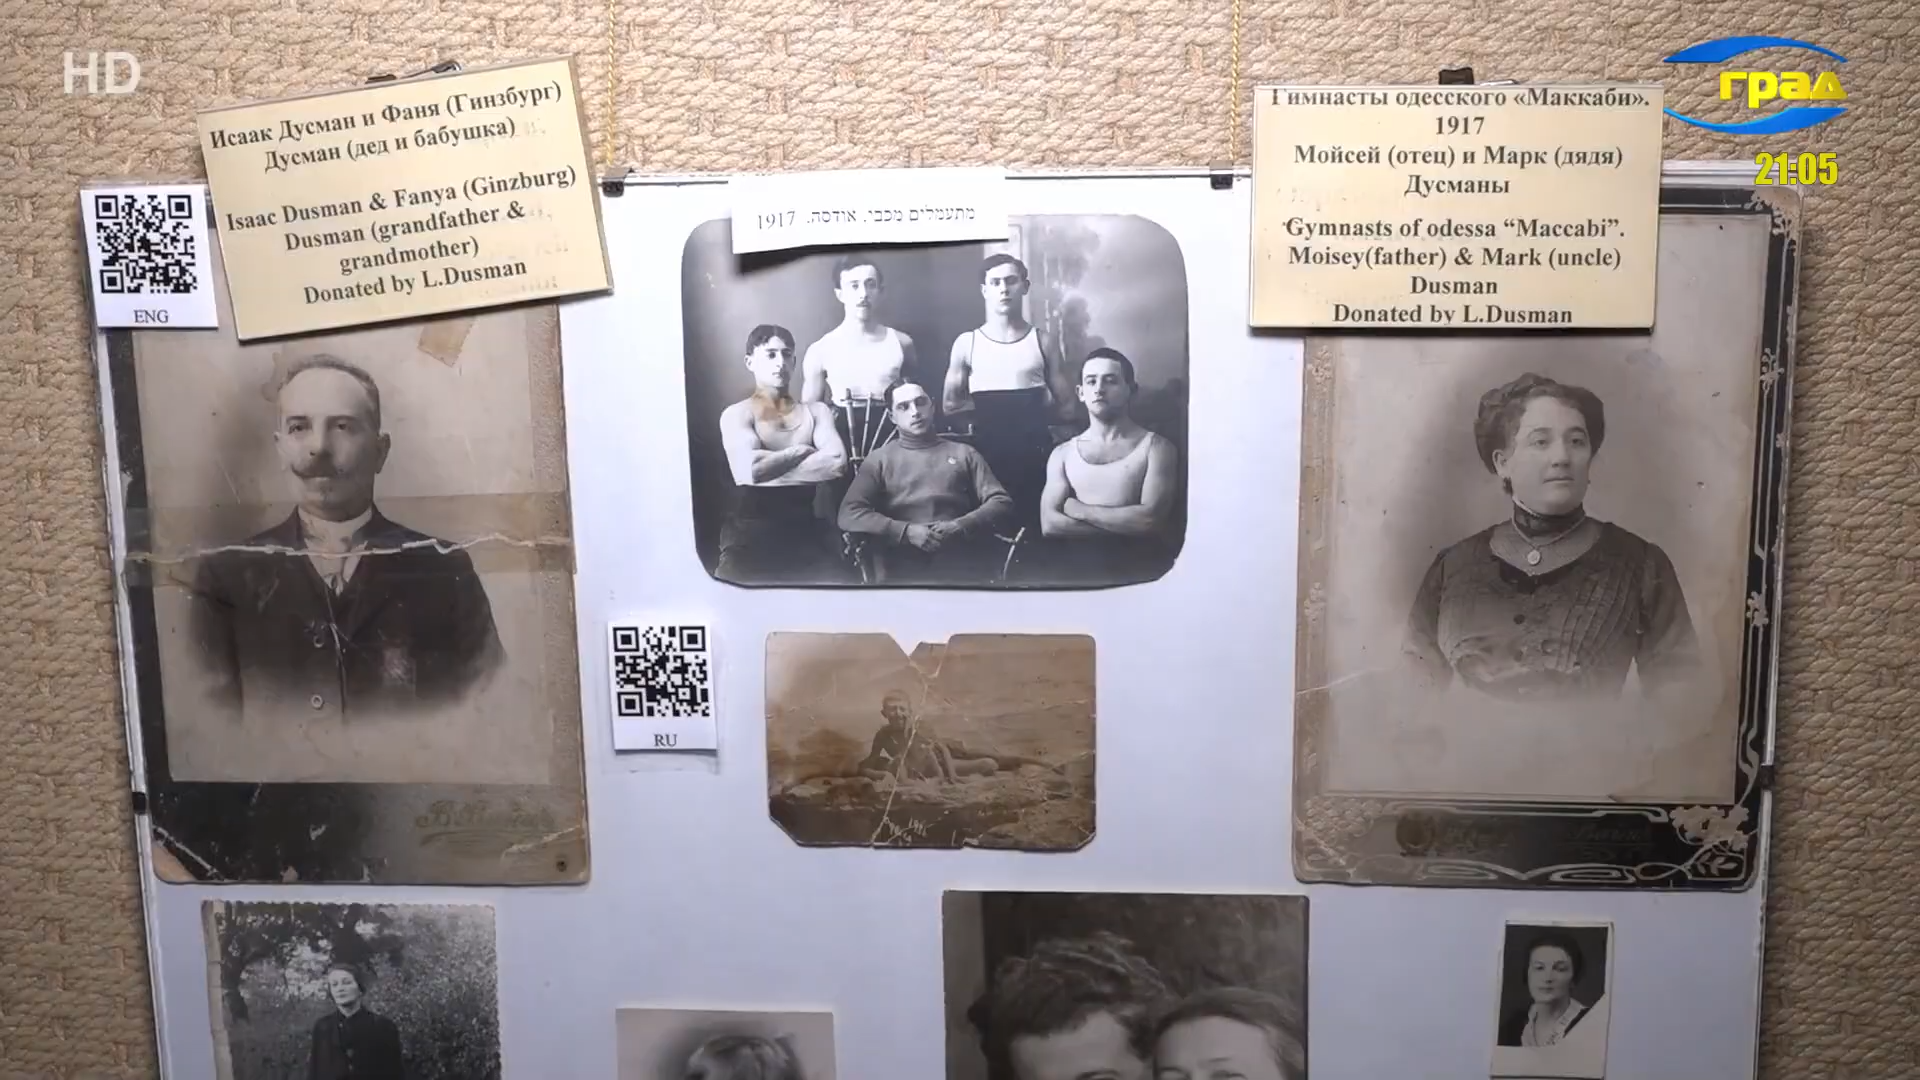 HD
град
21:05
Исаак Дусман и Фаня (Гинзбург)
Дусман (дед и бабушка)
Isaac Dusman & Fanya (Ginzburg)
Dusman (grandfather &
grandmother)
Donated by L.Dusman
ENG
מתעמלים מכבי. אודסה. 1917
Гимнасты одесского «Маккаби».
1917
Мойсей (отец) и Марк (дядя)
Дусманы
Gymnasts of odessa “Maccabi”.
Moisey(father) & Mark (uncle)
Dusman
Donated by L.Dusman
RU